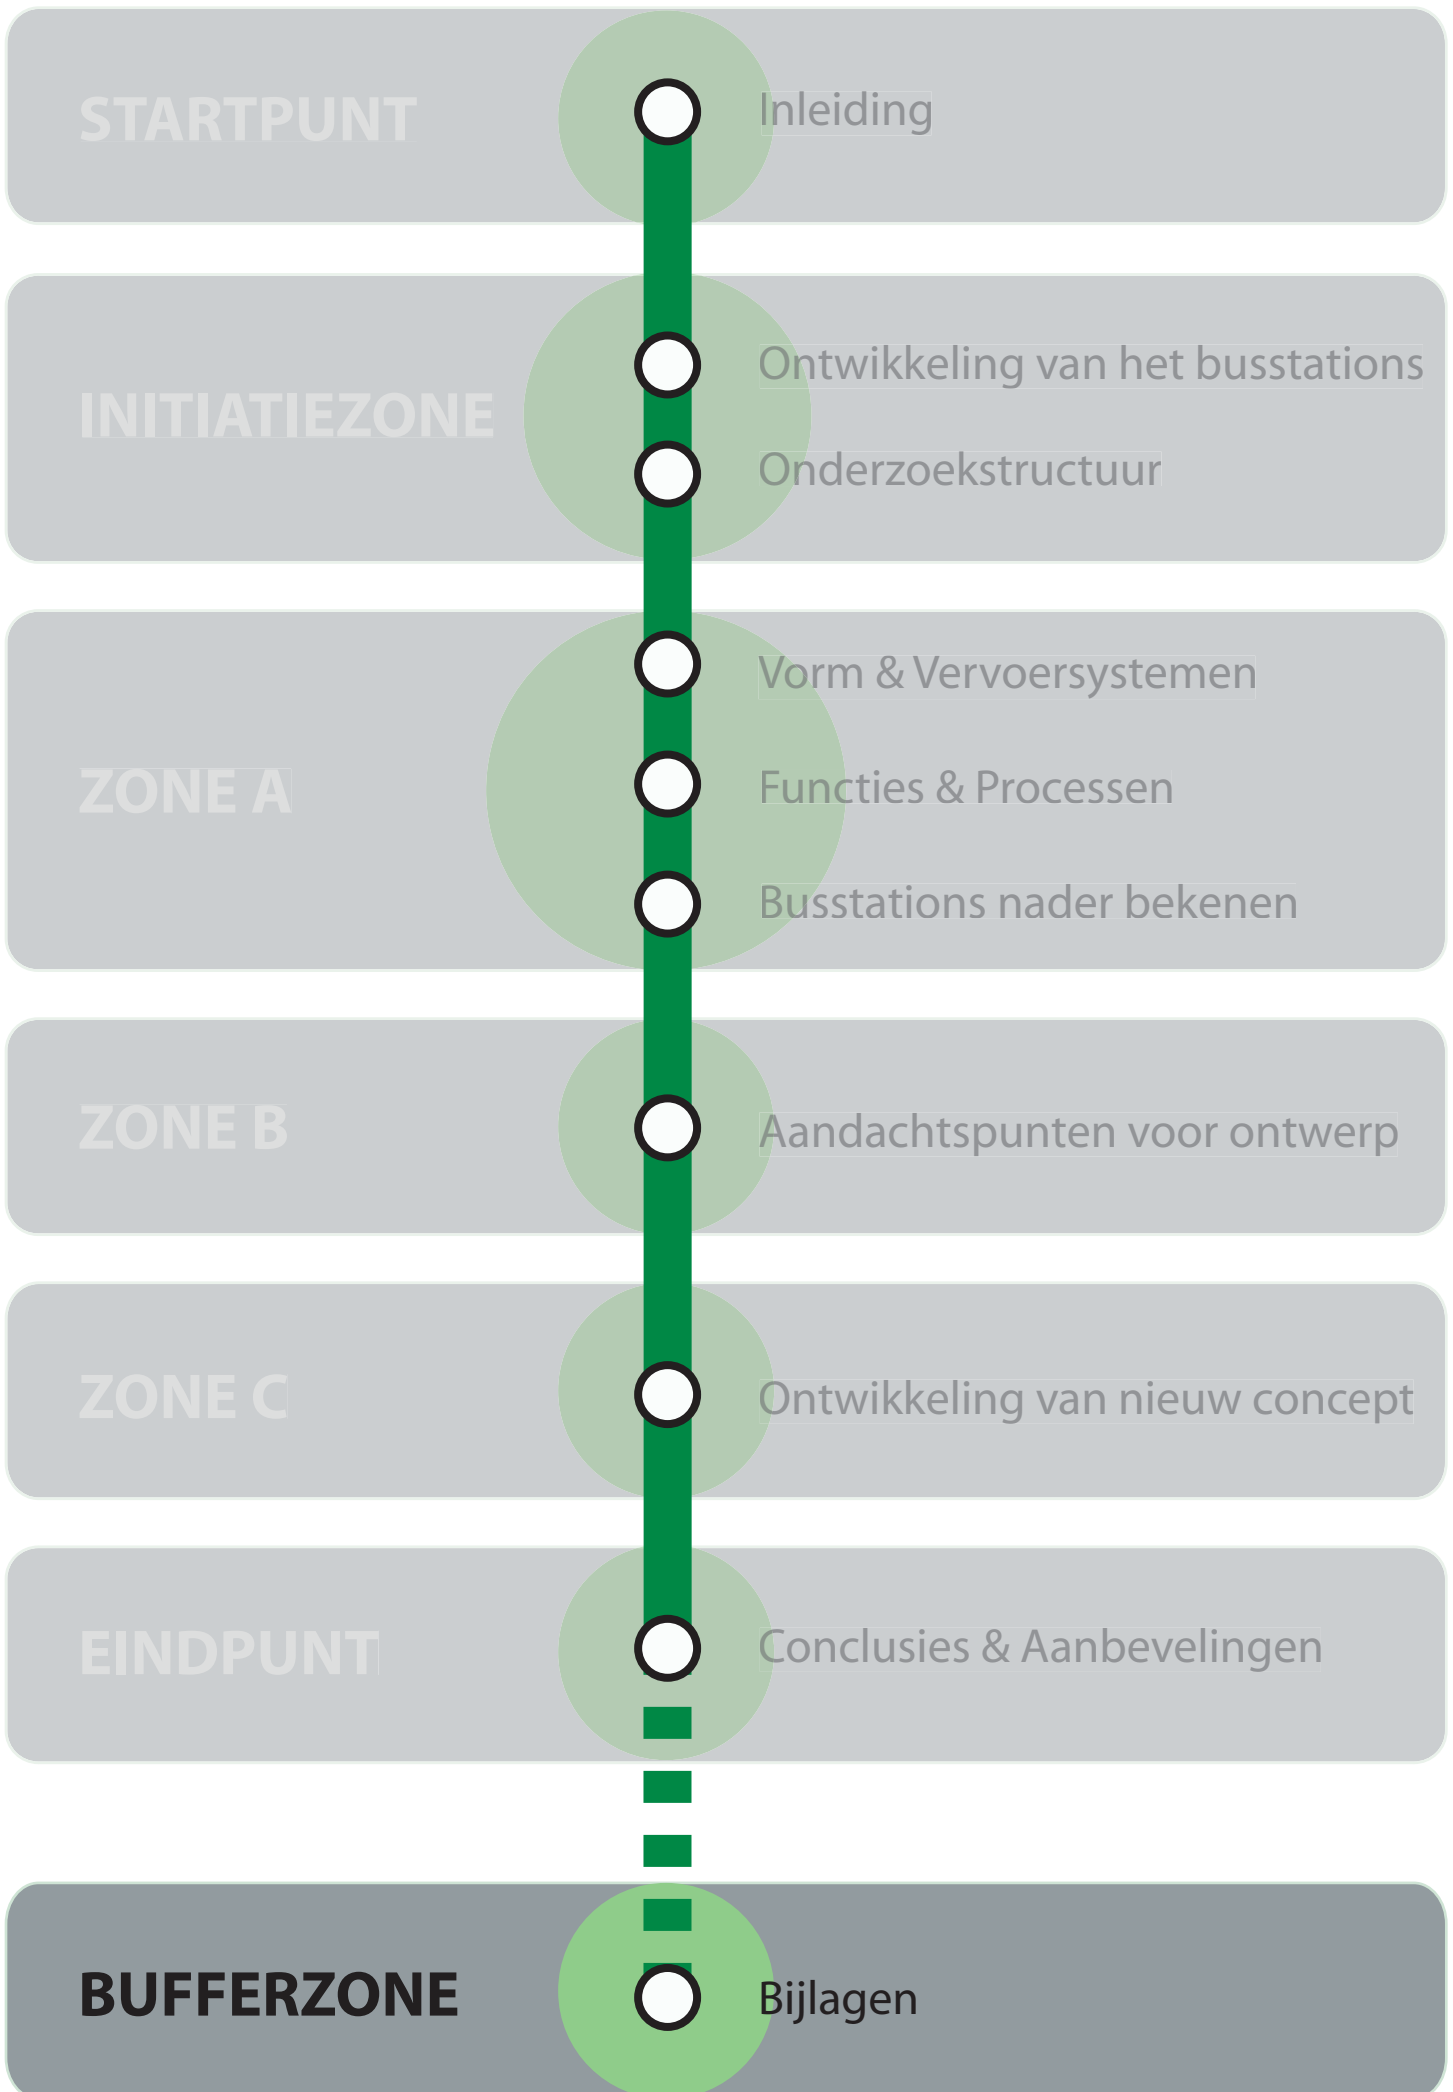 STARTPUNT
Inleiding
INITIATIEZONE
Ontwikkeling van het busstations
Onderzoekstructuur
ZONE A
Vorm & Vervoersystemen
Functies & Processen
Busstations nader bekenen
ZONE B
Aandachtspunten voor ontwerp
ZONE C
Ontwikkeling van nieuw concept
EINDPUNT
Conclusies & Aanbevelingen
BUFFERZONE
Bijlagen